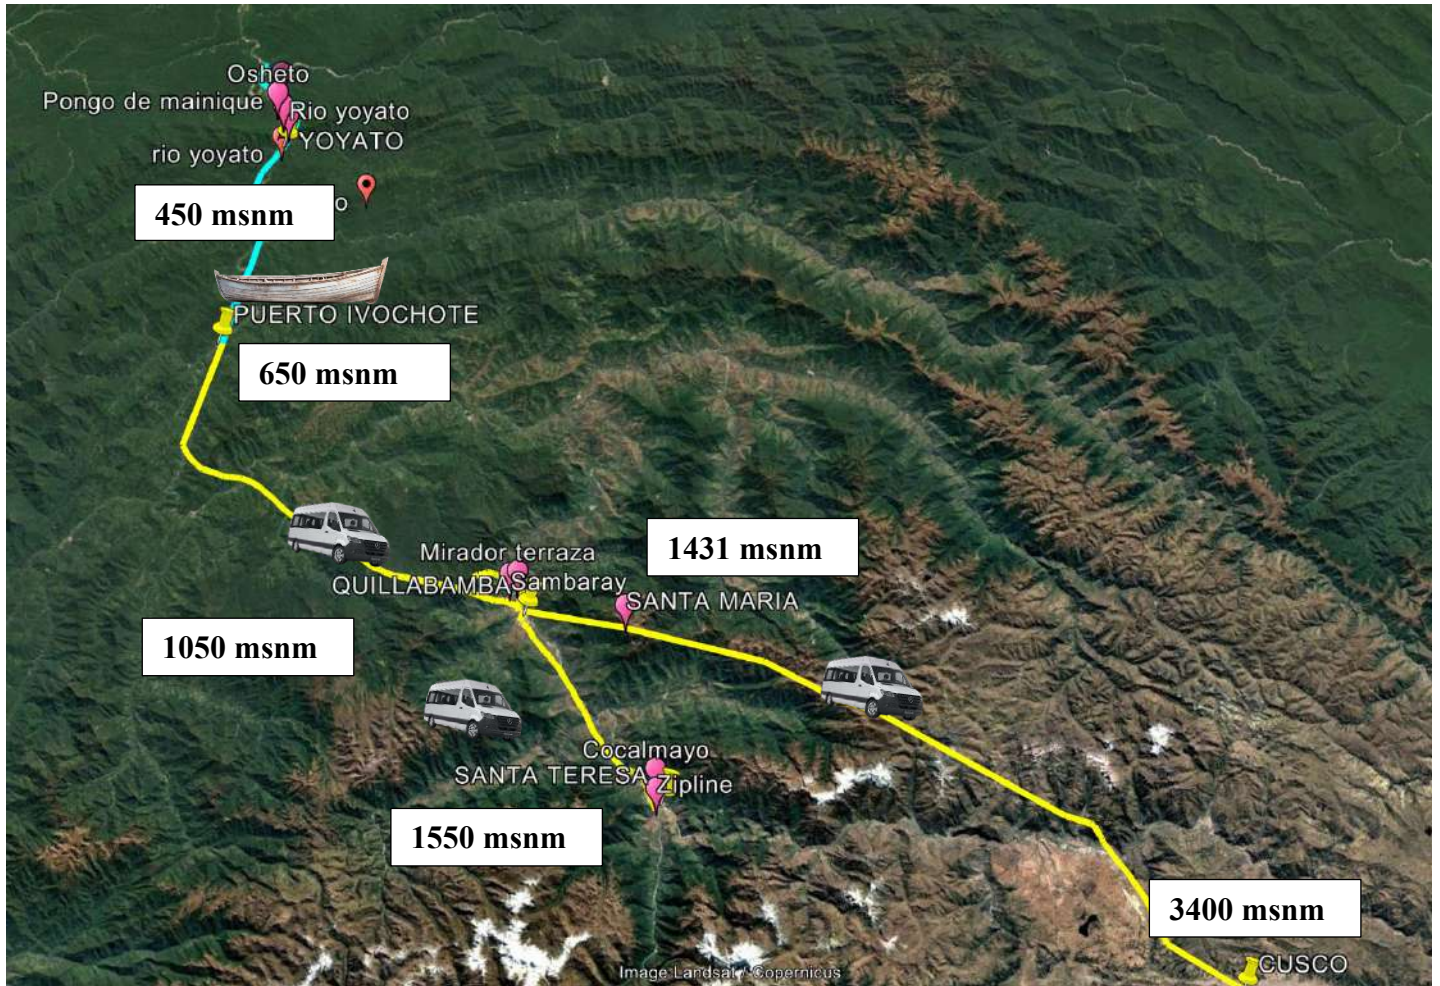 Osheto
Pongo de mainique
Rio yoyato
YOYATO
rio yoyato
450 msnm
o
PUERTO IVOCHOTE
650 msnm
1431 msnm
Mirador terraza
QUILLABAMBA
Sambaray
SANTA MARIA
1050 msnm
Cocalmayo
SANTA TERESA
Zipline
1550 msnm
3400 msnm
CUSCO
Image Landsat / Copernicus